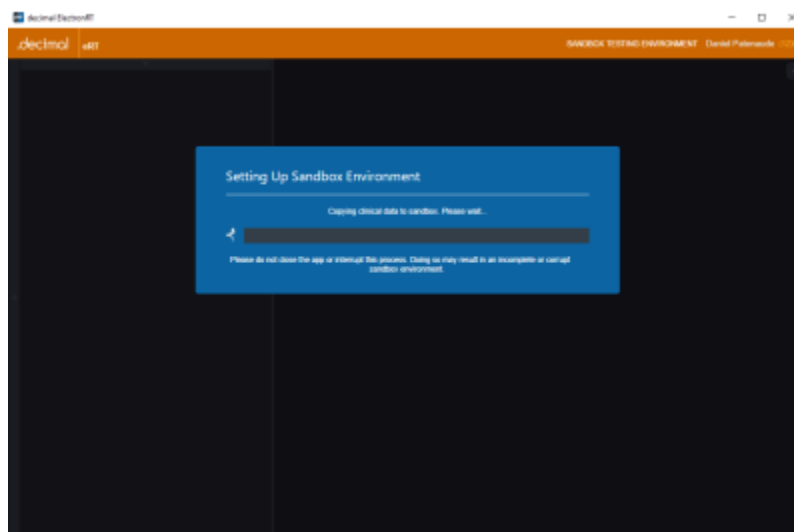 decimal ElectronRT
.decimal eRT
SANDBOX TESTING ENVIRONMENT Daniel Patenaude
Setting Up Sandbox Environment
Copying clinical data to sandbox. Please wait...
Please do not close the app or interrupt this process. Doing so may result in an incomplete or corrupt
sandbox environment.